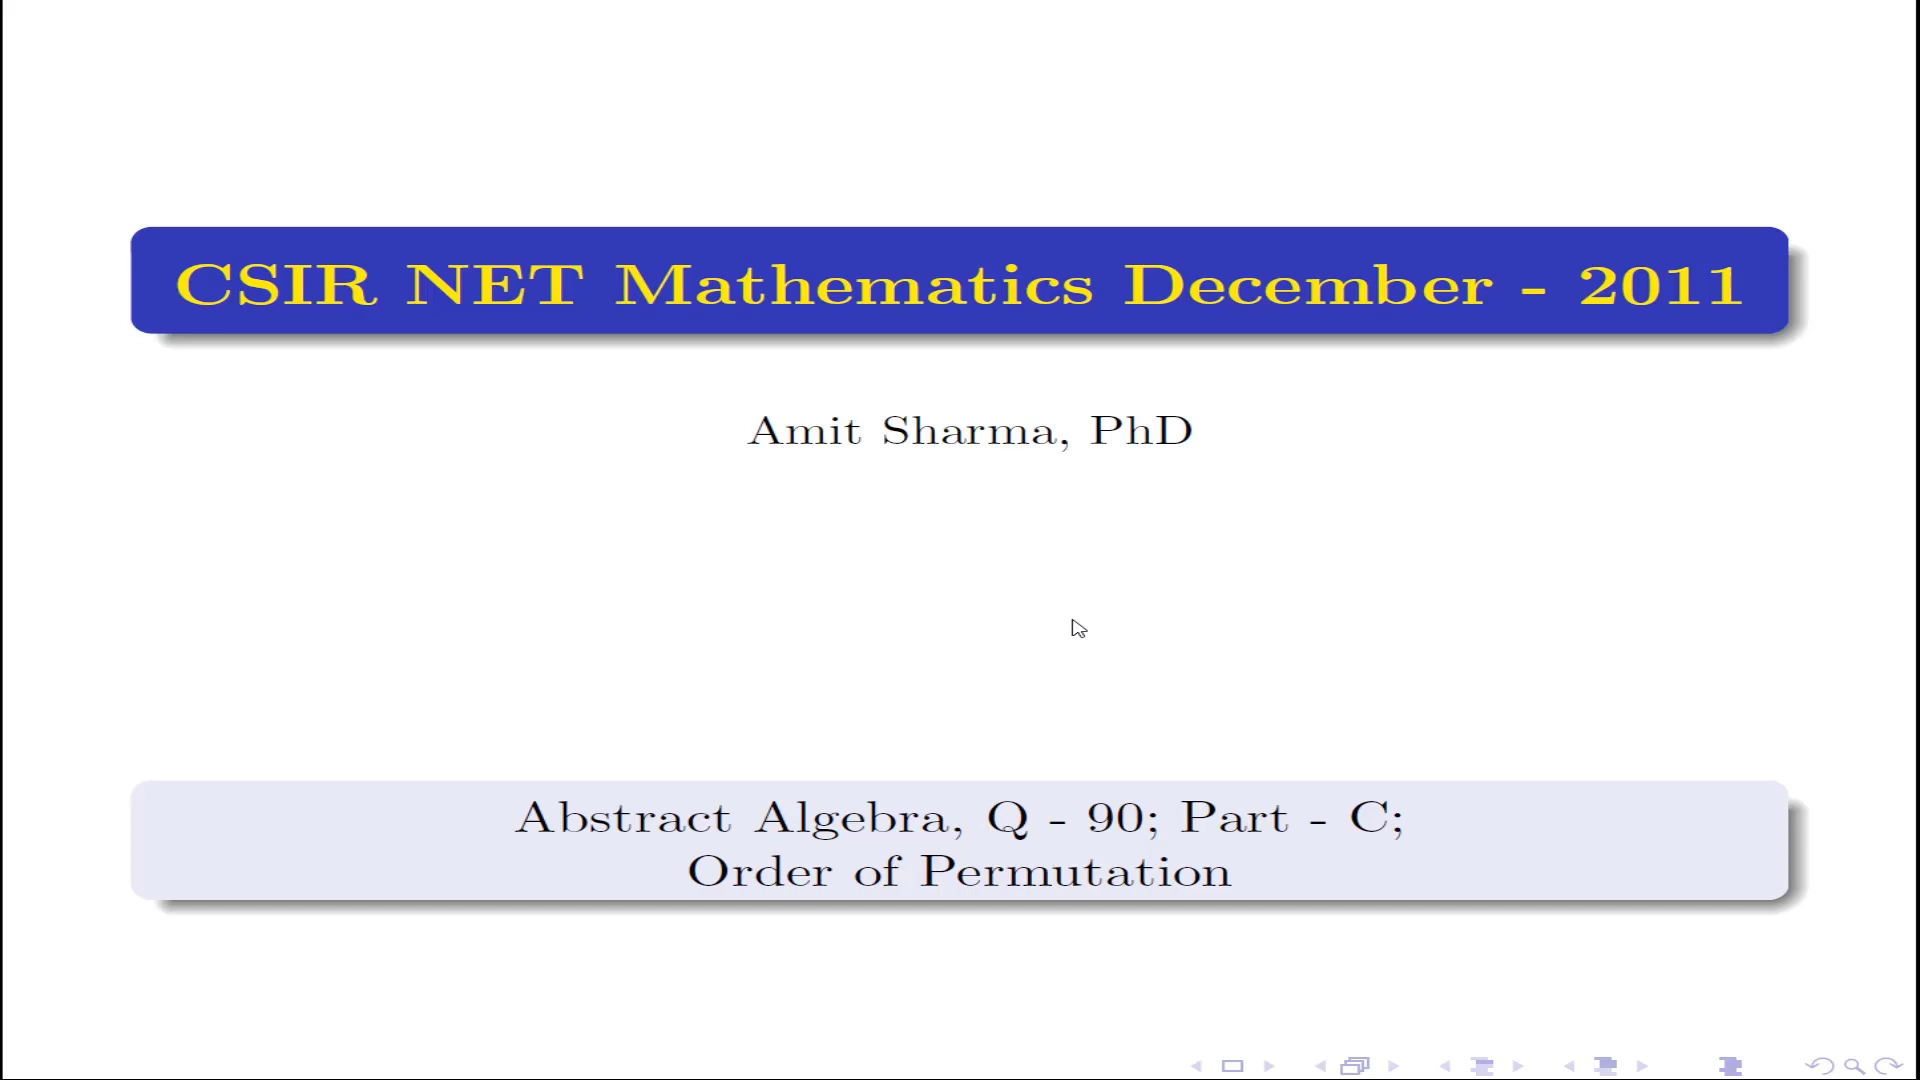 CSIR NET Mathematics December - 2011
Amit Sharma, PhD
Abstract Algebra, Q - 90; Part - C;
Order of Permutation